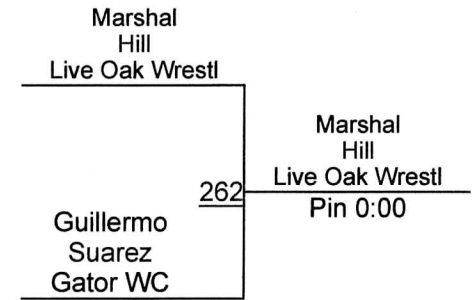 Marshal
Hill
Live Oak Wrestl
262
Guillermo
Suarez
Gator WC
Marshal
Hill
Live Oak Wrestl
Pin 0:00